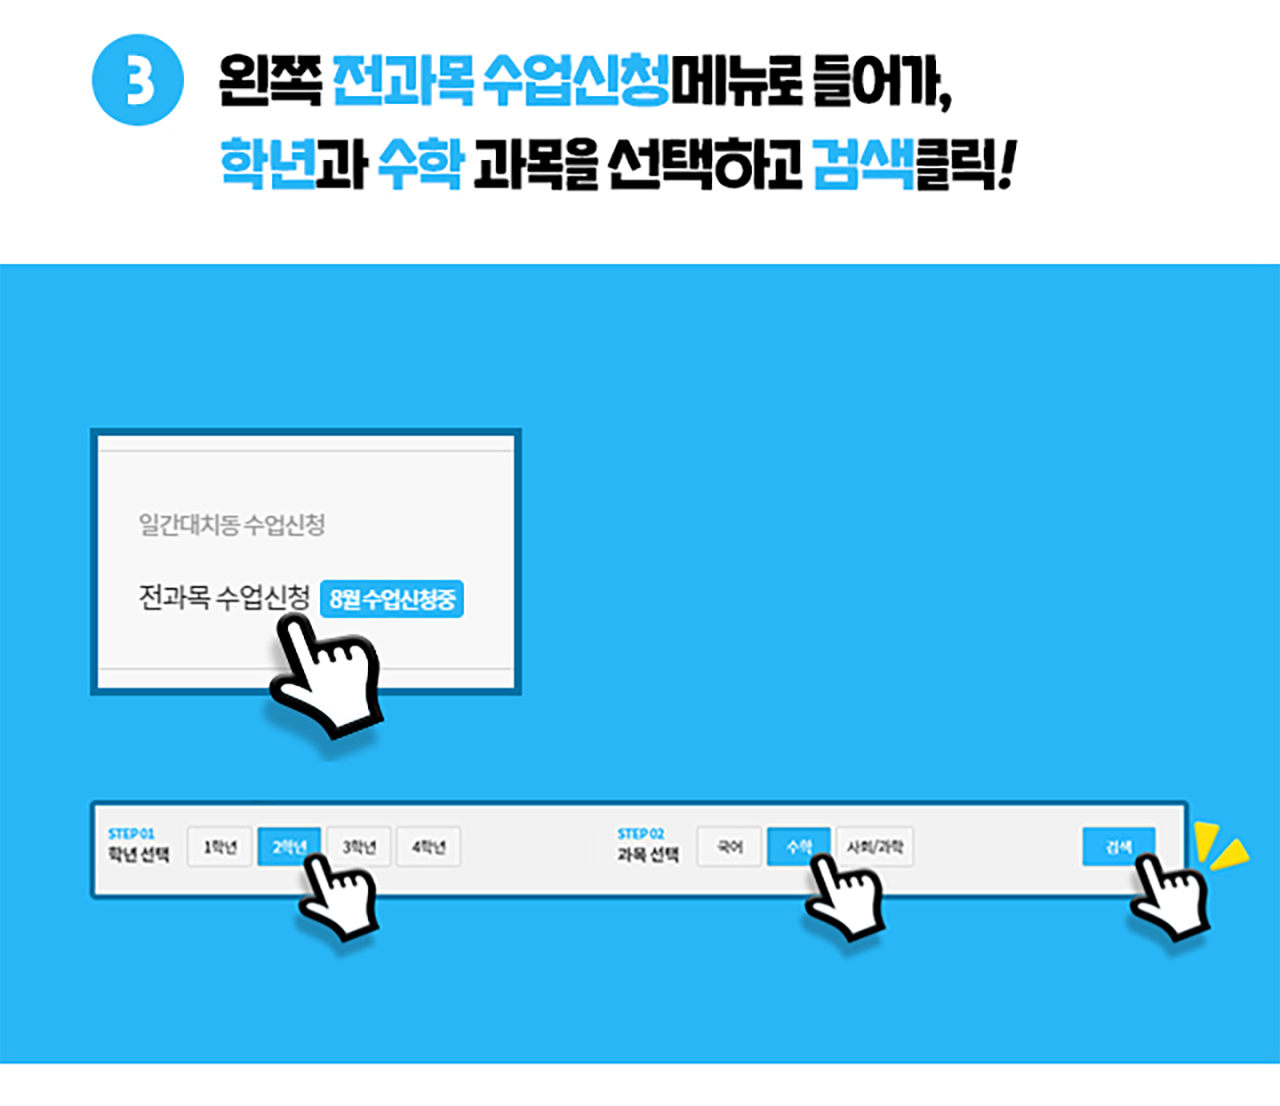 3 왼쪽 전과목 수업신청메뉴로 들어가,
학년과 수학 과목을 선택하고 검색클릭!
일간대치동 수업신청
전과목 수업신청 8월 수업신청중
STEP 01
학년 선택 1학년 2학년 3학년 4학년
STEP 02
과목 선택 국어 수학 사회/과학 검색